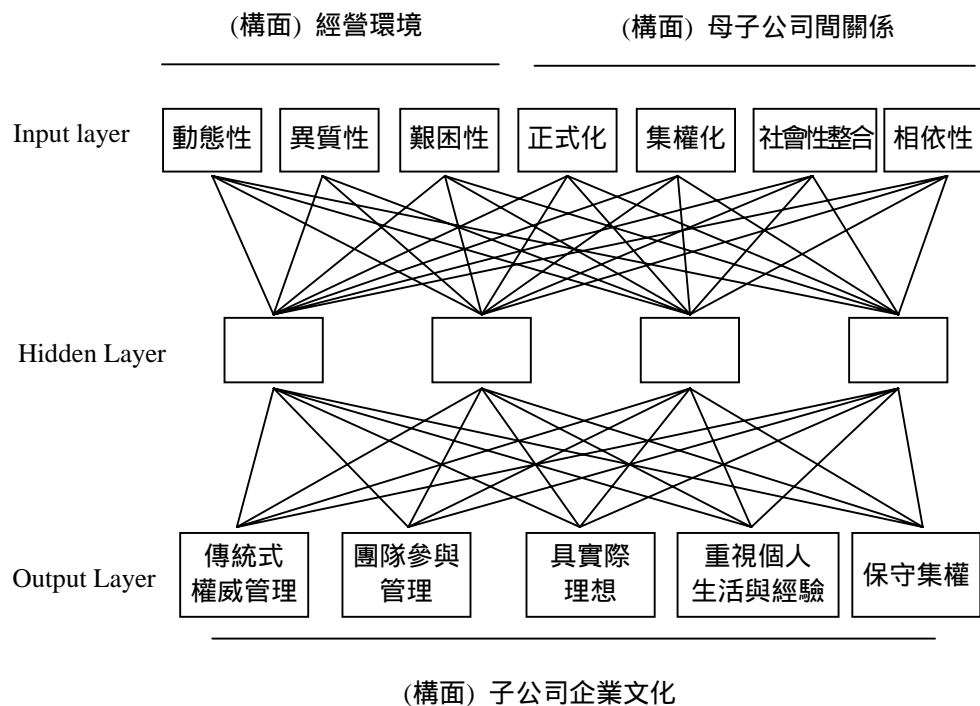 (構面) 經營環境
(構面) 母子公司間關係
Input layer
動態性
異質性
艱困性
正式化
集權化
社會性整合
相依性
Hidden Layer
Output Layer
傳統式
權威管理
團隊參與
管理
具實際
理想
重視個人
生活與經驗
保守集權
(構面) 子公司企業文化